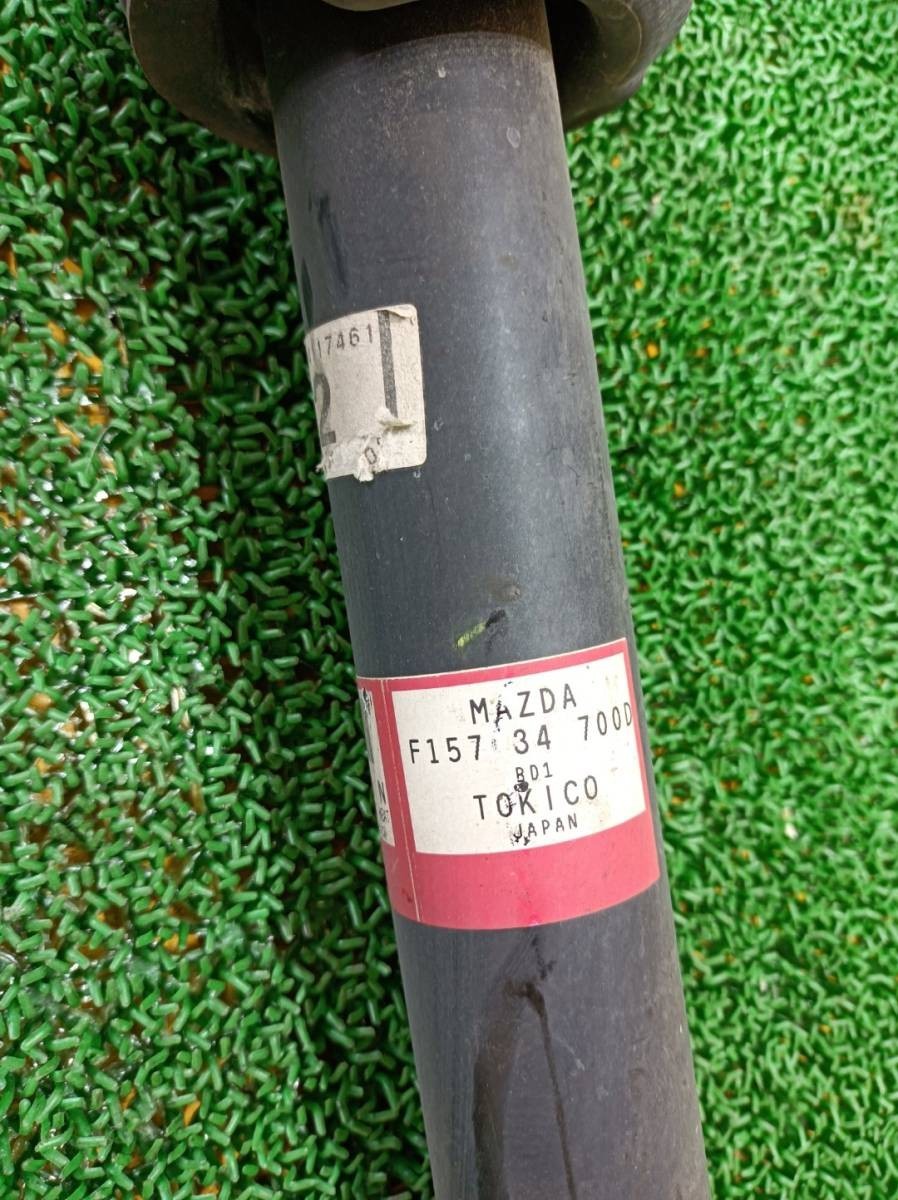 17461
2
MAZDA
F157 34 700D
BD1
TOKICO
JAPAN
N